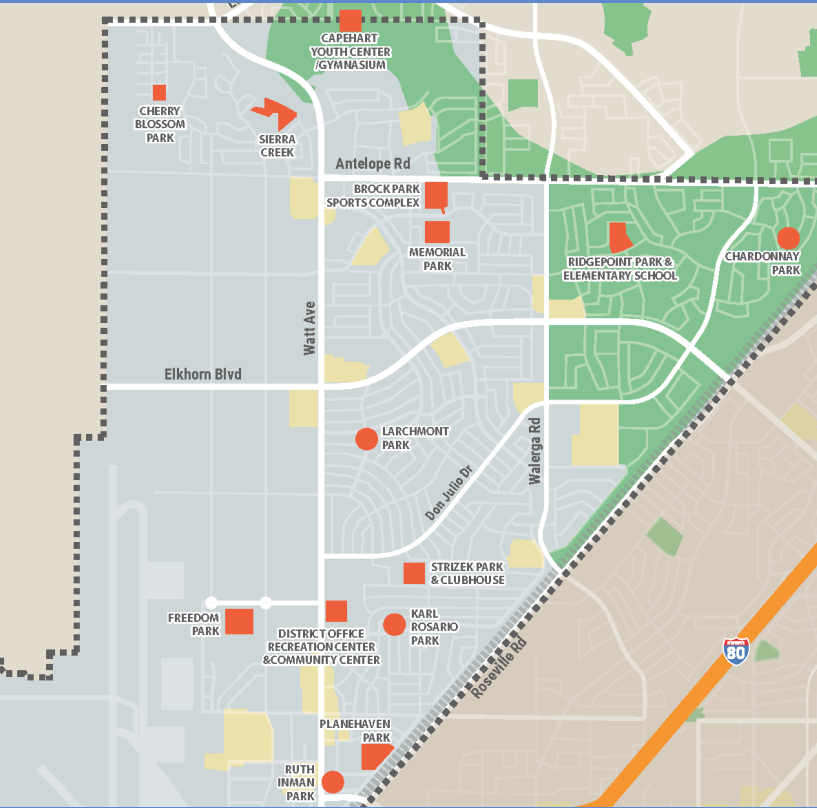 CAPEHART
YOUTH CENTER
/GYMNASIUM
CHERRY
BLOSSOM
PARK
SIERRA
CREEK
Antelope Rd
BROCK PARK
SPORTS COMPLEX
MEMORIAL
PARK
RIDGEPOINT PARK &
ELEMENTARY SCHOOL
CHARDONNAY
PARK
Watt Ave
Elkhorn Blvd
LARCHMONT
PARK
Walerga Rd
Don Julio Dr
STRIZEK PARK
& CLUBHOUSE
FREEDOM
PARK
DISTRICT OFFICE
RECREATION CENTER
&COMMUNITY CENTER
KARL
ROSARIO
PARK
Roseville Rd
80
PLANEHAVEN
PARK
RUTH
INMAN
PARK